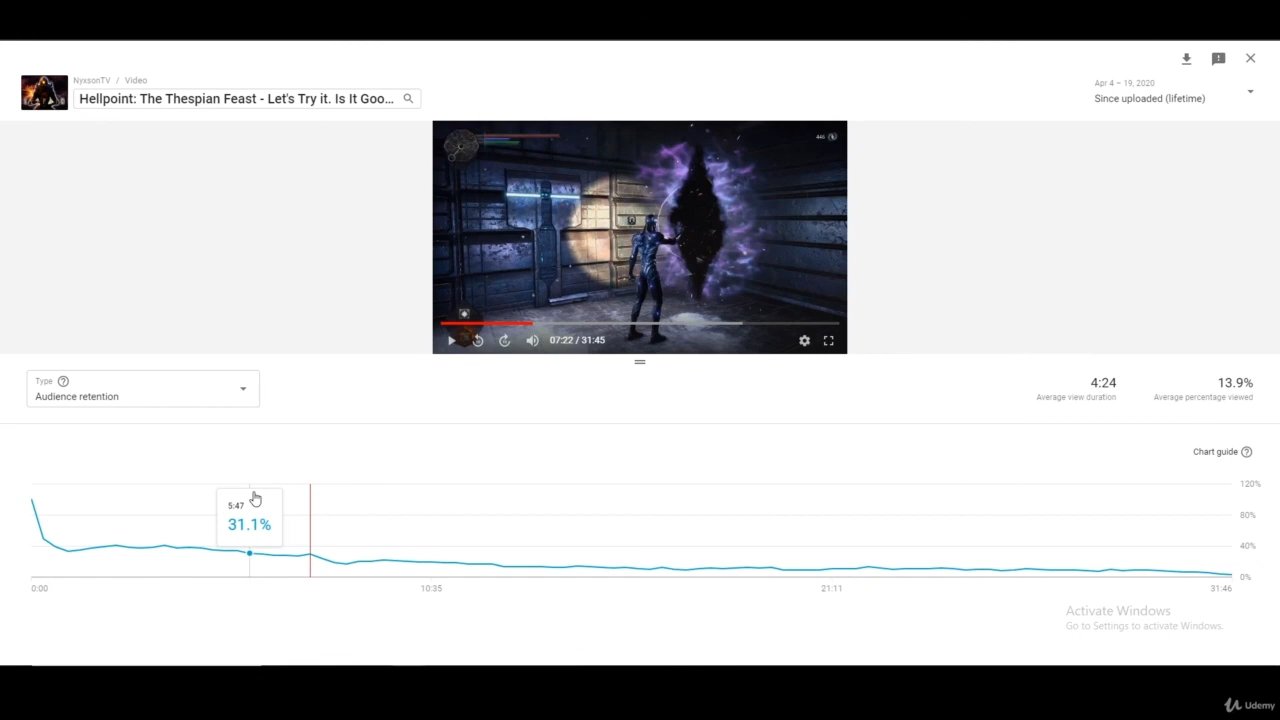 NyxsonTV / Video
Hellpoint: The Thespian Feast - Let's Try it. Is It Goo...
Apr 4 – 19, 2020
Since uploaded (lifetime)
446
07:22 / 31:45
Type
Audience retention
4:24
Average view duration
13.9%
Average percentage viewed
Chart guide
120%
80%
40%
0%
5:47
31.1%
0:00
10:35
21:11
31:46
Activate Windows
Go to Settings to activate Windows.
Udemy